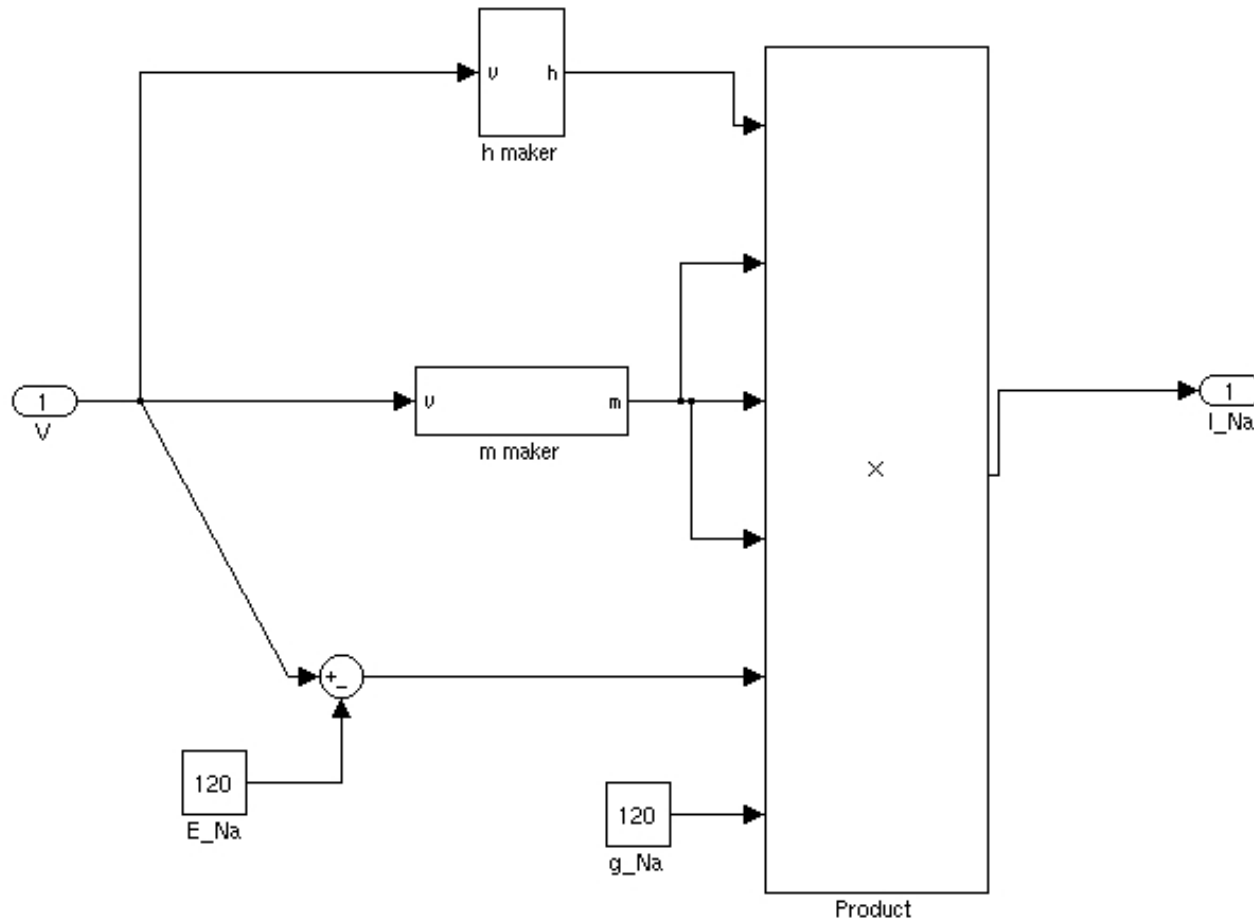 v h
h maker
1
V
v m
m maker
×
1
I_Na
+
−
120
E_Na
120
g_Na
Product